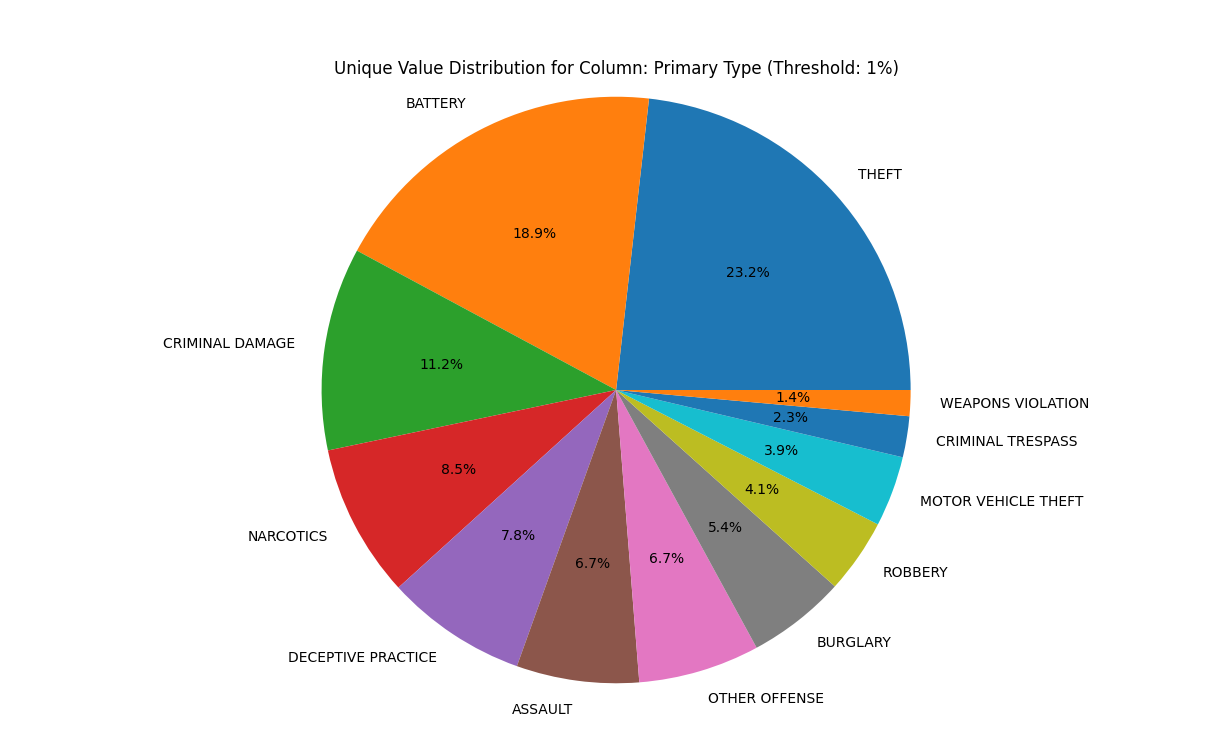 Unique Value Distribution for Column: Primary Type (Threshold: 1%)
BATTERY
THEFT
18.9%
23.2%
CRIMINAL DAMAGE
11.2%
1.4%
WEAPONS VIOLATION
2.3%
CRIMINAL TRESPASS
3.9%
8.5%
4.1%
MOTOR VEHICLE THEFT
5.4%
NARCOTICS
7.8%
6.7%
6.7%
ROBBERY
BURGLARY
DECEPTIVE PRACTICE
OTHER OFFENSE
ASSAULT